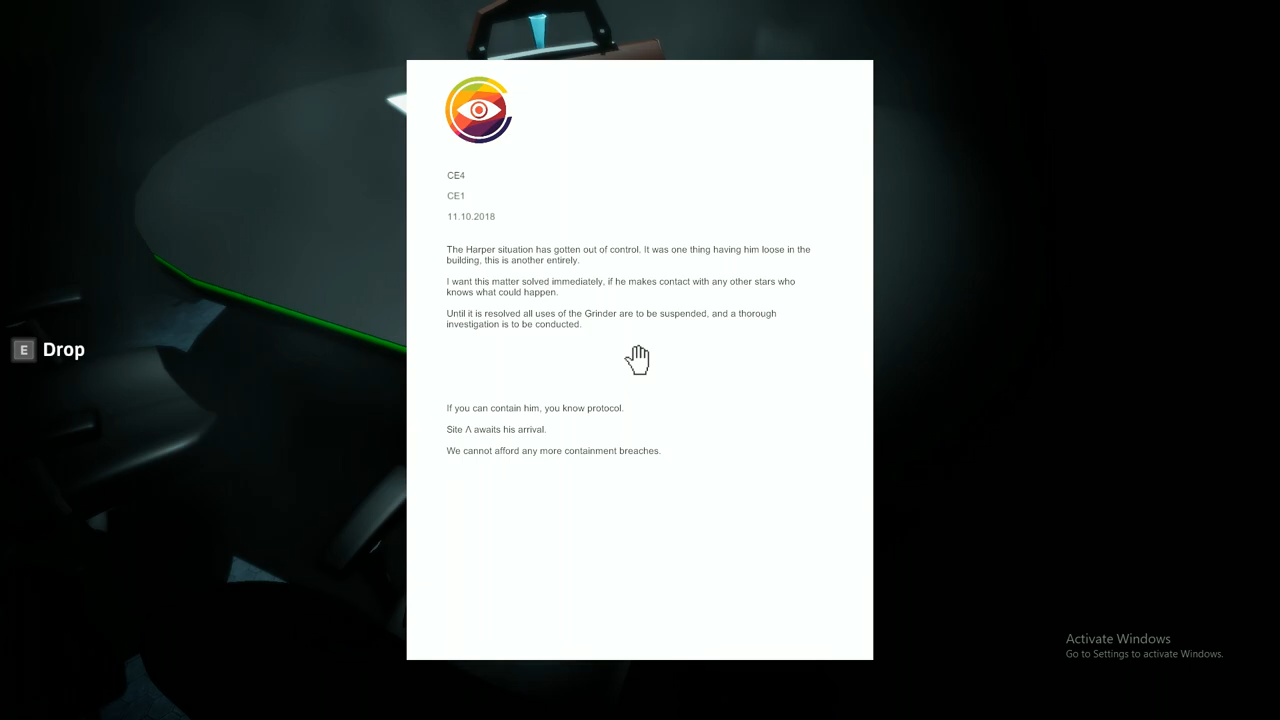 CE4
CE1
11.10.2018
The Harper situation has gotten out of control. It was one thing having him loose in the
building, this is another entirely.
I want this matter solved immediately, if he makes contact with any other stars who
knows what could happen.
Until it is resolved all uses of the Grinder are to be suspended, and a thorough
investigation is to be conducted.
E Drop
If you can contain him, you know protocol.
Site Λ awaits his arrival.
We cannot afford any more containment breaches.
Activate Windows
Go to Settings to activate Windows.